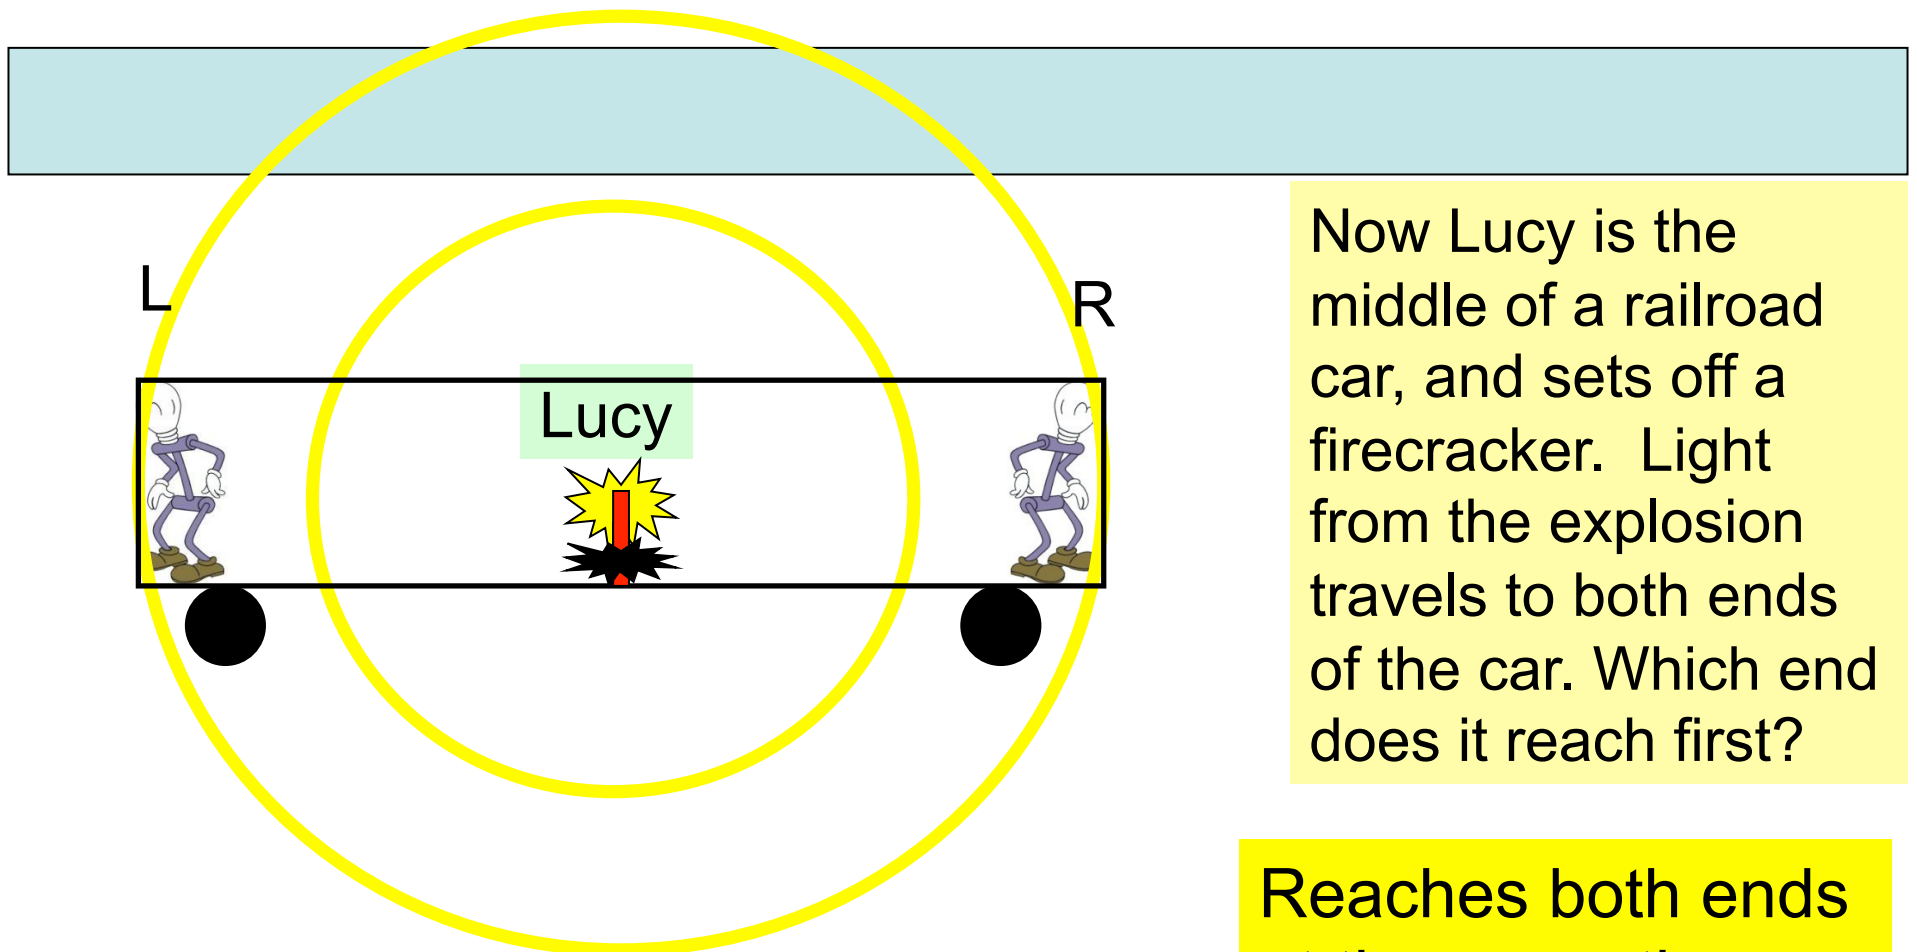 L
R
Lucy
Now Lucy is the
middle of a railroad
car, and sets off a
firecracker.  Light
from the explosion
travels to both ends
of the car. Which end
does it reach first?
Reaches both ends